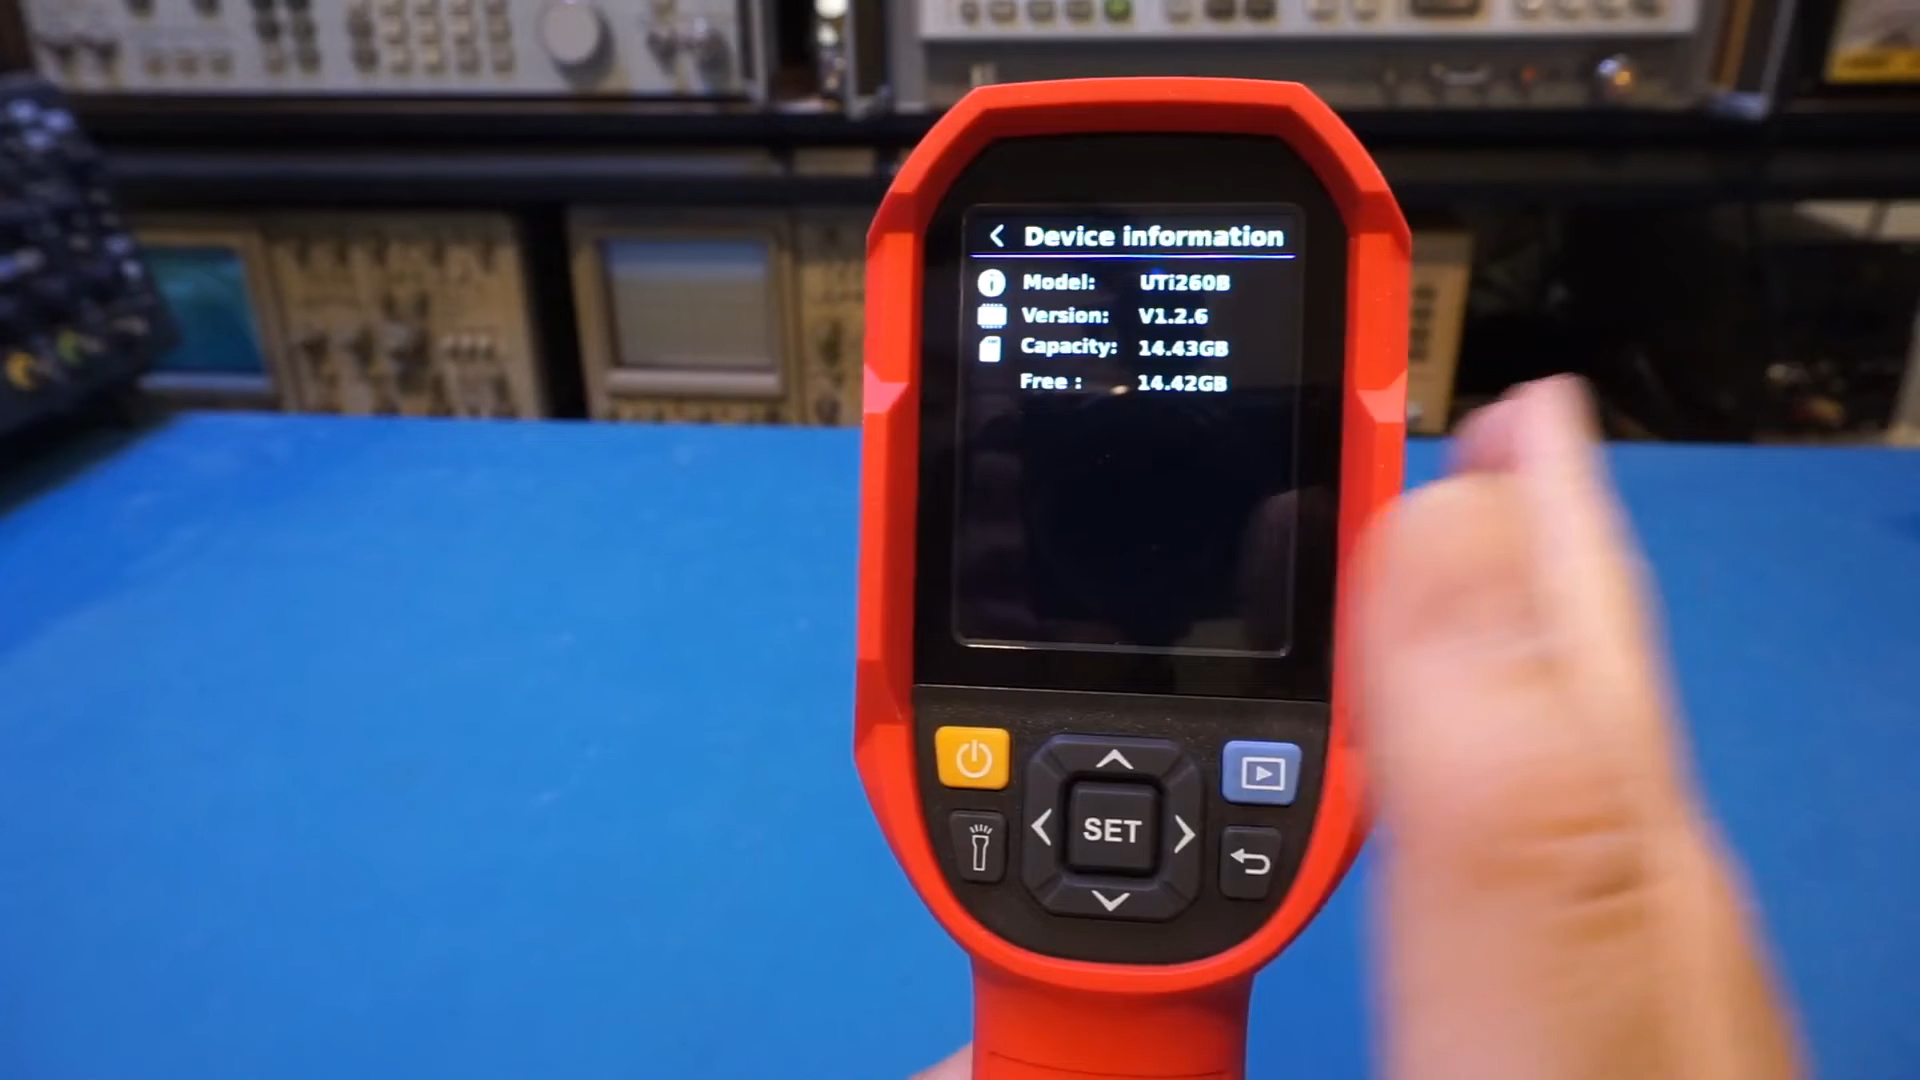 Device information
Model: UTi260B
Version: V1.2.6
Capacity: 14.43GB
Free : 14.42GB
SET